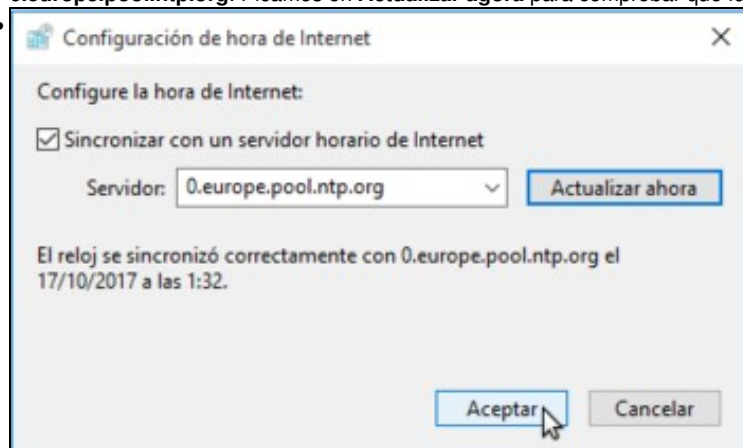 Configuración de hora de Internet
Configure la hora de Internet:
Sincronizar con un servidor horario de Internet
Servidor: 0.europe.pool.ntp.org Actualizar ahora
El reloj se sincronizó correctamente con 0.europe.pool.ntp.org el
17/10/2017 a las 1:32.
Aceptar Cancelar